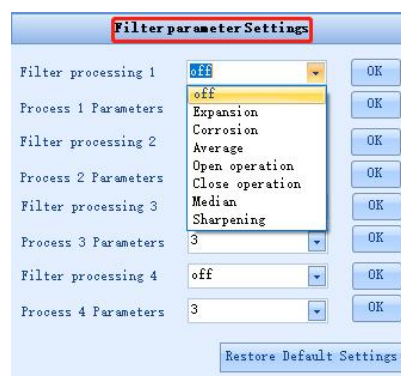 Filter parameter Settings
Filter processing 1 off OK
off
Process 1 Parameters Expansion OK
Corrosion
Filter processing 2 Average OK
Open operation
Process 2 Parameters Close operation OK
Filter processing 3 Median OK
Sharpening
Process 3 Parameters 3 OK
Filter processing 4 off OK
Process 4 Parameters 3 OK
Restore Default Settings